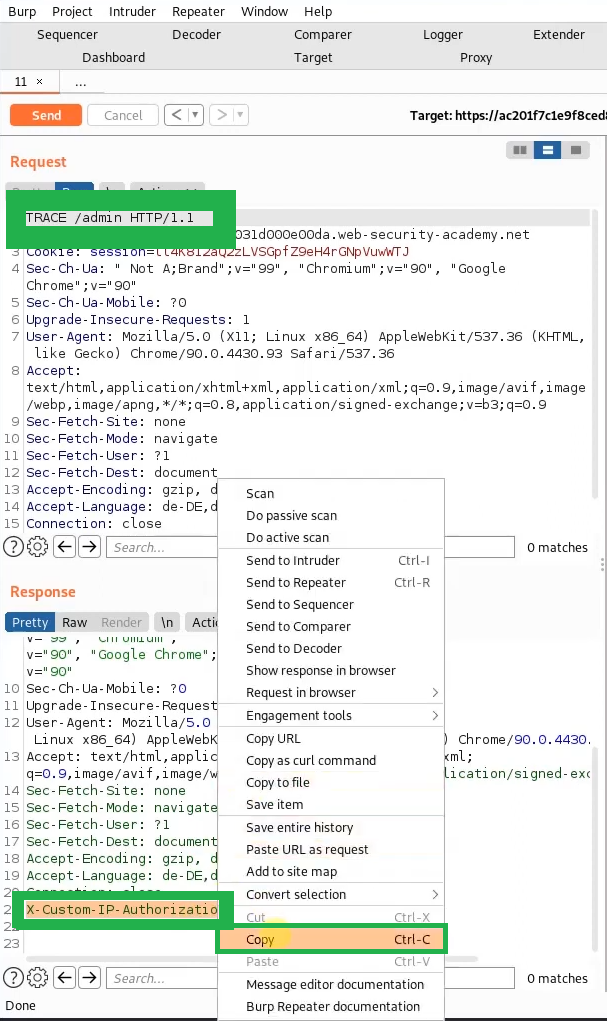 Burp Project Intruder Repeater Window Help
Sequencer Decoder Comparer Logger Extender
Dashboard Target Proxy
11 × ...
Send Cancel < ▾ > ▾ Target: https://ac201f7c1e9f8ced8
Request
TRACE /admin HTTP/1.1
031d000e00da.web-security-academy.net
3 Cookie:
4 Sec-Ch-Ua: " Not A;Brand";v="99", "Chromium";v="90", "Google
Chrome";v="90"
5 Sec-Ch-Ua-Mobile: ?0
6 Upgrade-Insecure-Requests: 1
7 User-Agent: Mozilla/5.0 (X11; Linux x86_64) AppleWebKit/537.36 (KHTML,
like Gecko) Chrome/90.0.4430.93 Safari/537.36
8 Accept:
text/html,application/xhtml+xml,application/xml;q=0.9,image/avif,image
/webp,image/apng,*/*;q=0.8,application/signed-exchange;v=b3;q=0.9
9 Sec-Fetch-Site: none
10 Sec-Fetch-Mode: navigate
11 Sec-Fetch-User: ?1
12 Sec-Fetch-Dest: document
13 Accept-Encoding: gzip, d
14 Accept-Language: de-DE,d
15 Connection: close
? Search... 0 matches
Response
Pretty Raw Render \n Actio
v="99", "Chromium";
v="90", "Google Chrome";
v="90"
10 Sec-Ch-Ua-Mobile: ?0
11 Upgrade-Insecure-Request
12 User-Agent: Mozilla/5.0
Linux x86_64) AppleWebK ) Chrome/90.0.4430.
13 Accept: text/html,applic xml;
q=0.9,image/avif,image/w plication/signed-exc
14 Sec-Fetch-Site: none
15 Sec-Fetch-Mode: navigate
16 Sec-Fetch-User: ?1
17 Sec-Fetch-Dest: document
18 Accept-Encoding: gzip, d
19 Accept-Language: de-DE,d
X-Custom-IP-Authorizatio
23
Scan
Do passive scan
Do active scan
Send to Intruder Ctrl-I
Send to Repeater Ctrl-R
Send to Sequencer
Send to Comparer
Send to Decoder
Show response in browser
Request in browser >
Engagement tools >
Copy URL
Copy as curl command
Copy to file
Save item
Save entire history
Paste URL as request
Add to site map
Convert selection >
Cut Ctrl-X
Copy Ctrl-C
Paste Ctrl-V
Message editor documentation
Burp Repeater documentation
? Search... 0 matches
Done